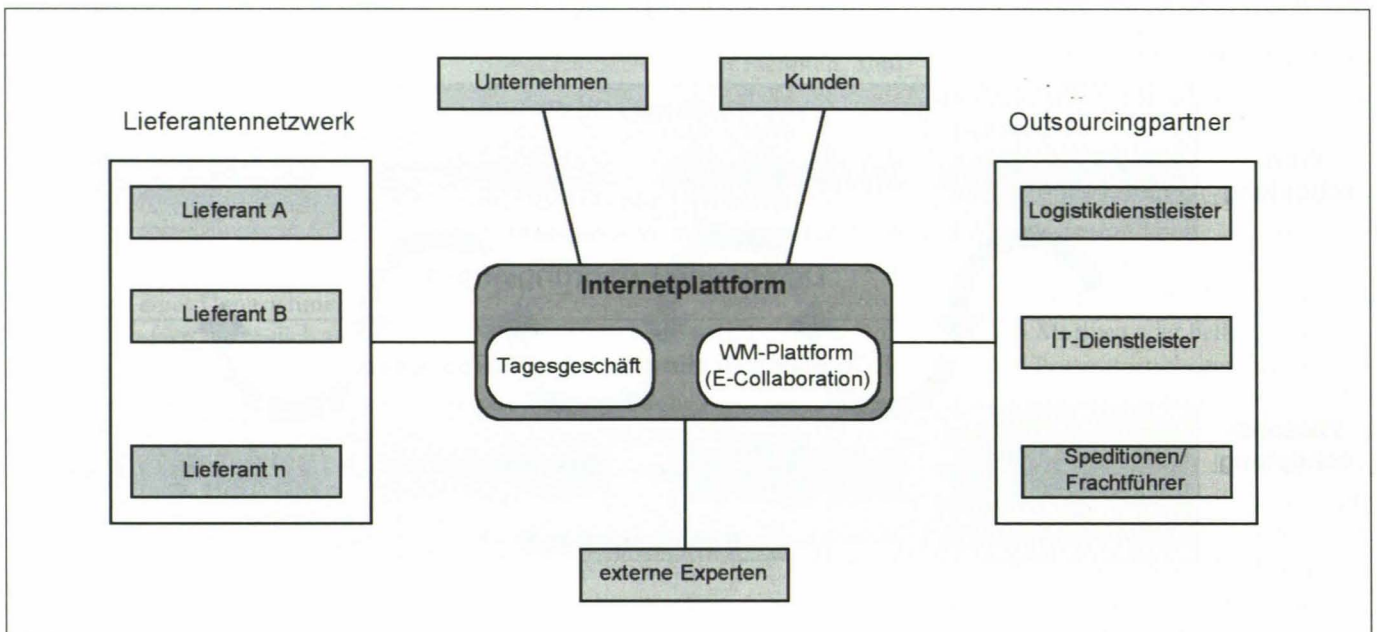 Unternehmen
Kunden
Lieferantennetzwerk
Outsourcingpartner
Lieferant A
Lieferant B
Lieferant n
Internetplattform
Tagesgeschäft
WM-Plattform
(E-Collaboration)
Logistikdienstleister
IT-Dienstleister
Speditionen/
Frachtführer
externe Experten